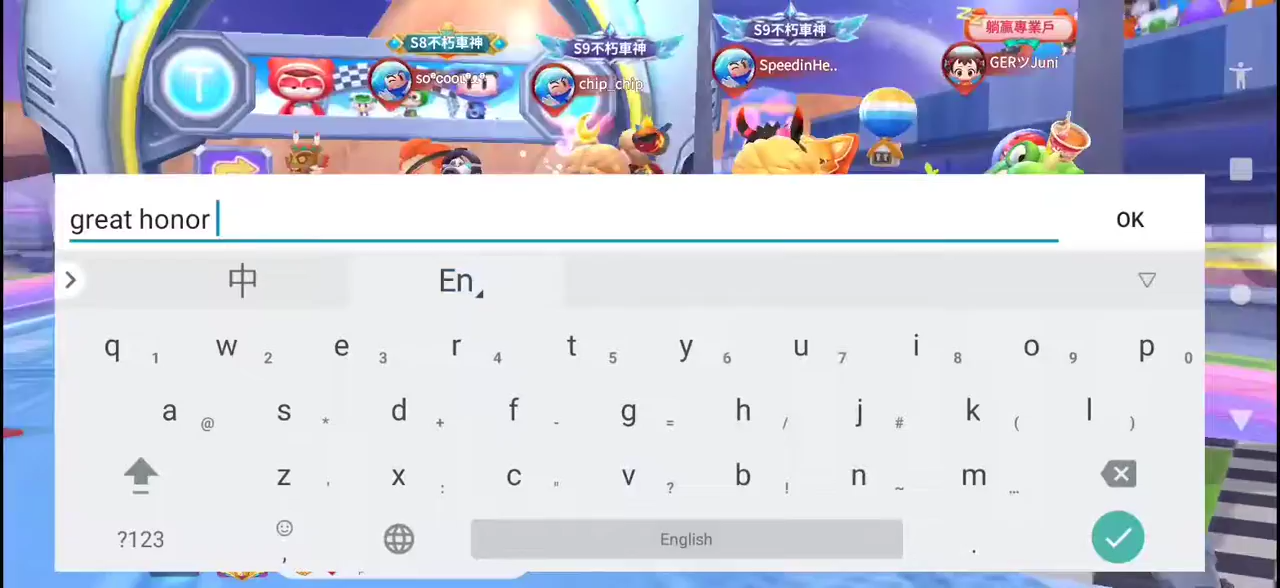 S8不朽車神
S9不朽車神
S9不朽車神
躺贏專業戶
chip_chip
SpeedinHe..
GERツJuni
T
great honor
OK
中
En
q 1 w 2 e 3 r 4 t 5 y 6 u 7 i 8 o 9 p 0
a @ s * d + f - g = h / j # k ( l )
z ' x : c " v ? b ! n ~ m ...
?123 , English .